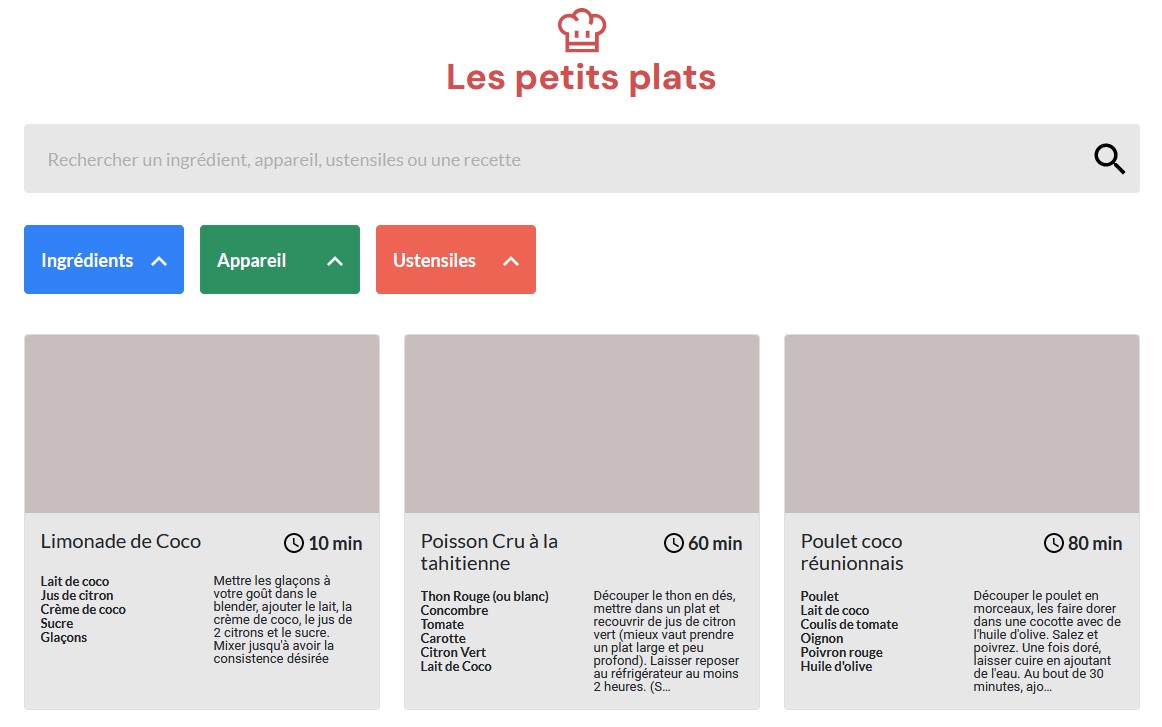 Les petits plats
Rechercher un ingrédient, appareil, ustensiles ou une recette
Ingrédients
Appareil
Ustensiles
Limonade de Coco
10 min
Lait de coco
Jus de citron
Crème de coco
Sucre
Glaçons
Mettre les glaçons à
votre goût dans le
blender, ajouter le lait, la
crème de coco, le jus de
2 citrons et le sucre.
Mixer jusqu'à avoir la
consistence désirée
Poisson Cru à la
tahitienne
60 min
Thon Rouge (ou blanc)
Concombre
Tomate
Carotte
Citron Vert
Lait de Coco
Découper le thon en dés,
mettre dans un plat et
recouvrir de jus de citron
vert (mieux vaut prendre
un plat large et peu
profond). Laisser reposer
au réfrigérateur au moins
2 heures. (S...
Poulet coco
réunionnais
80 min
Poulet
Lait de coco
Coulis de tomate
Oignon
Poivron rouge
Huile d'olive
Découper le poulet en
morceaux, les faire dorer
dans une cocotte avec de
l'huile d'olive. Salez et
poivrez. Une fois doré,
laisser cuire en ajoutant
de l'eau. Au bout de 30
minutes, ajo...